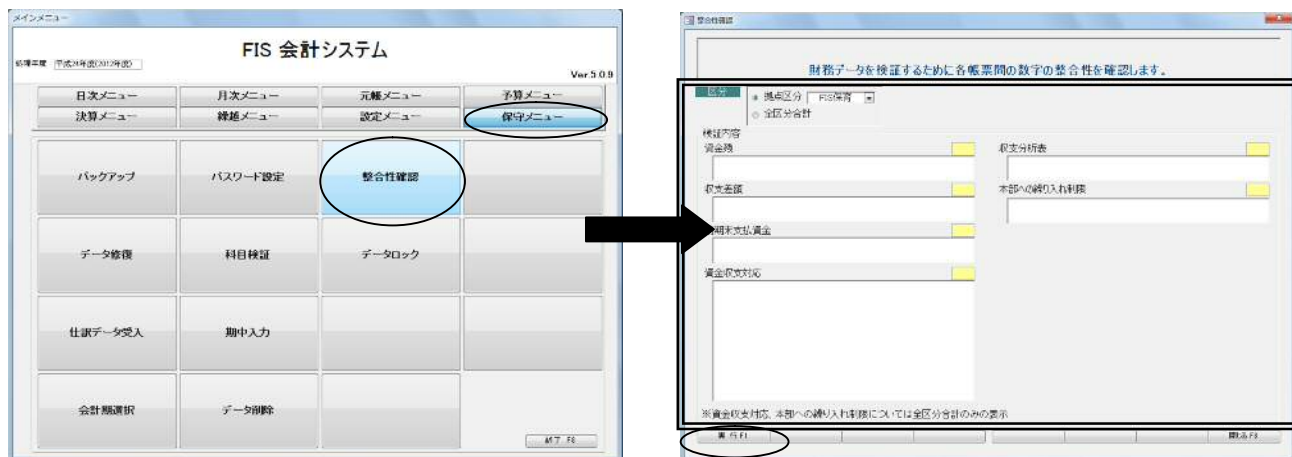 メインメニュー
FIS 会計システム
処理年度 平成24年度(2012年度)
Ver.5.0.9
日次メニュー 月次メニュー 元帳メニュー 予算メニュー
決算メニュー 繰越メニュー 設定メニュー 保守メニュー
バックアップ パスワード設定 整合性確認
データ修復 科目検証 データロック
仕訳データ受入 期中入力
会計期選択 データ削除
終了 F8
整合性確認
財務データを検証するために各帳票間の数字の整合性を確認します。
区分
拠点区分 FIS保育
全区分合計
検証内容
資金残
収支差額
期末支払資金
資金収支対応
収支分析表
本部への繰り入れ制限
※資金収支対応、本部への繰り入れ制限については全区分合計のみの表示
実行 F1
閉じる F8